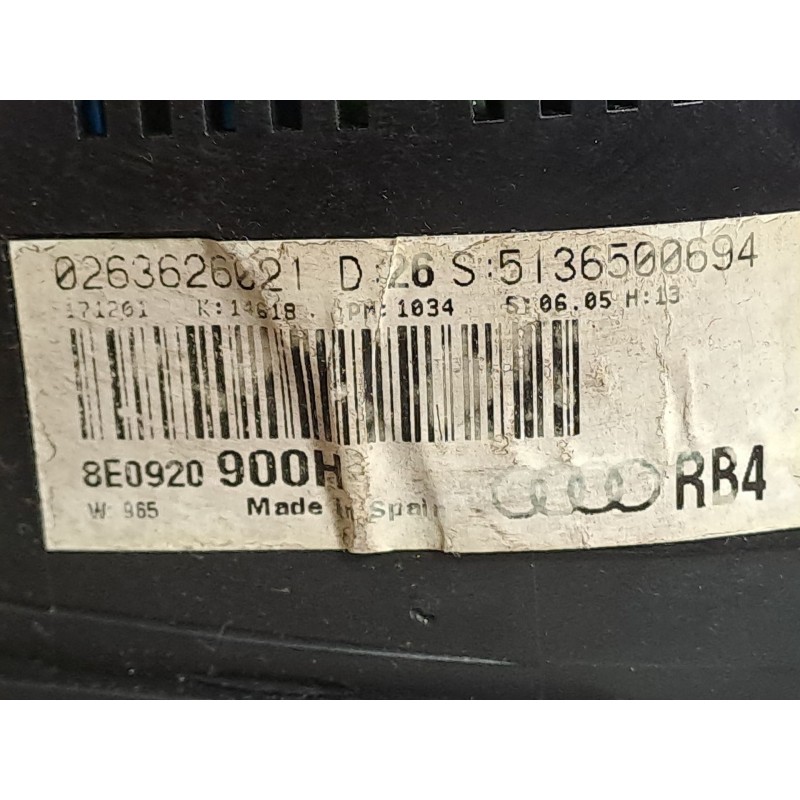 0263626021 D:26 S:5136500694
171201 K:14618 . PM: 1034 S: 06.05 H:13
8E0920 900H RB4
W: 965 Made in Spain